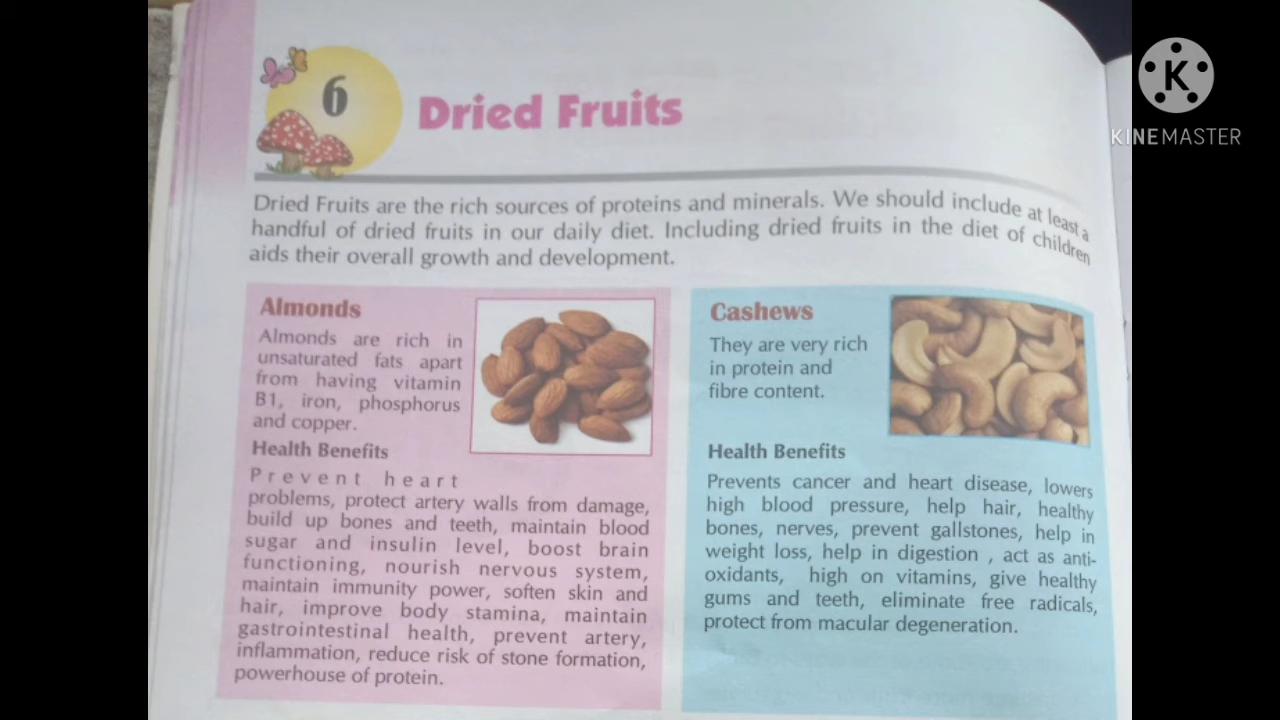 6
Dried Fruits
Dried Fruits are the rich sources of proteins and minerals. We should include at least a
handful of dried fruits in our daily diet. Including dried fruits in the diet of children
aids their overall growth and development.
Almonds
Almonds are rich in
unsaturated fats apart
from having vitamin
B1, iron, phosphorus
and copper.
Health Benefits
Prevent heart
problems, protect artery walls from damage,
build up bones and teeth, maintain blood
sugar and insulin level, boost brain
functioning, nourish nervous system,
maintain immunity power, soften skin and
hair, improve body stamina, maintain
gastrointestinal health, prevent artery,
inflammation, reduce risk of stone formation,
powerhouse of protein.
Cashews
They are very rich
in protein and
fibre content.
Health Benefits
Prevents cancer and heart disease, lowers
high blood pressure, help hair, healthy
bones, nerves, prevent gallstones, help in
weight loss, help in digestion , act as anti-
oxidants, high on vitamins, give healthy
gums and teeth, eliminate free radicals,
protect from macular degeneration.
K
KINEMASTER